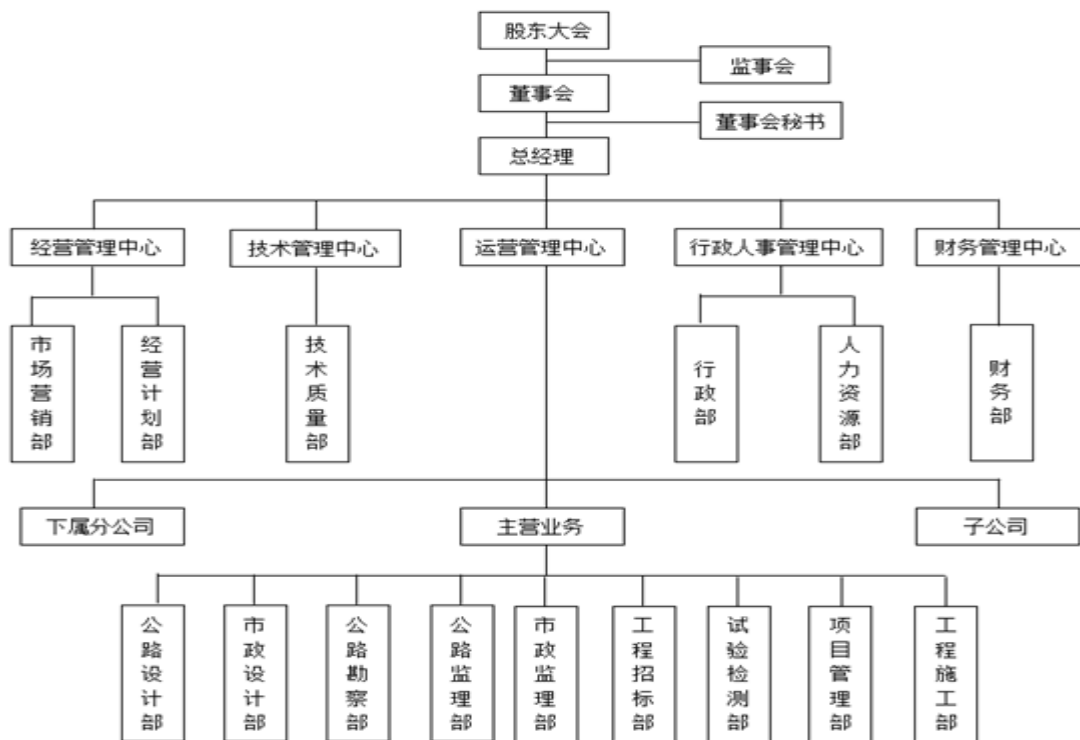 股东大会
监事会
董事会
董事会秘书
总经理
经营管理中心
技术管理中心
运营管理中心
行政人事管理中心
财务管理中心
市场营销部
经营计划部
技术质量部
行政部
人力资源部
财务部
下属分公司
主营业务
子公司
公路设计部
市政设计部
公路勘察部
公路监理部
市政监理部
工程招标部
试验检测部
项目管理部
工程施工部